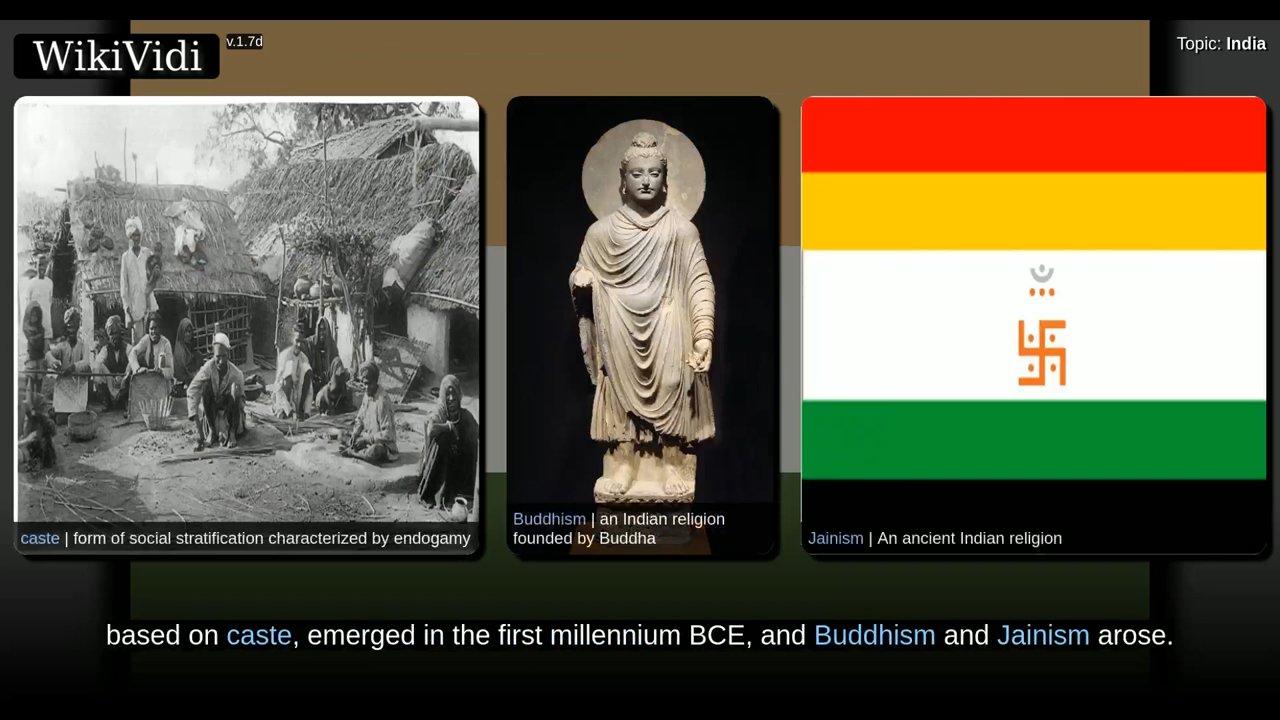 WikiVidi
v.1.7d
Topic: India
caste | form of social stratification characterized by endogamy
Buddhism | an Indian religion
founded by Buddha
Jainism | An ancient Indian religion
based on caste, emerged in the first millennium BCE, and Buddhism and Jainism arose.